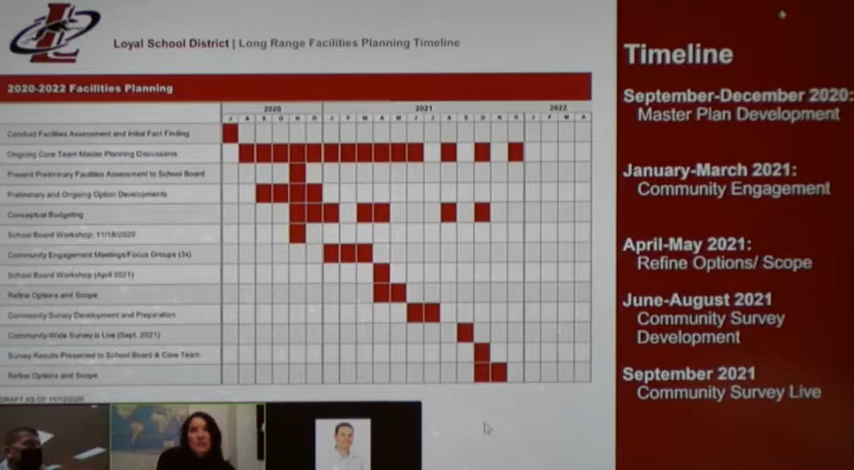 Loyal School District | Long Range Facilities Planning Timeline
2020-2022 Facilities Planning
2020 2021 2022
J A S O N D J F M A M J J A S O N D J F M A
Conduct Facilities Assessment and Initial Fact Finding
Ongoing Core Team Master Planning Discussions
Present Preliminary Facilities Assessment to School Board
Preliminary and Ongoing Option Developments
Conceptual Budgeting
School Board Workshop: 11/18/2020
Community Engagement Meetings/Focus Groups (3x)
School Board Workshop (April 2021)
Refine Options and Scope
Community Survey Development and Preparation
Community-Wide Survey is Live (Sept. 2021)
Survey Results Presented to School Board & Core Team
Refine Options and Scope
DRAFT AS OF 11/12/2020
Timeline
September-December 2020:
Master Plan Development
January-March 2021:
Community Engagement
April-May 2021:
Refine Options/ Scope
June-August 2021
Community Survey
Development
September 2021
Community Survey Live